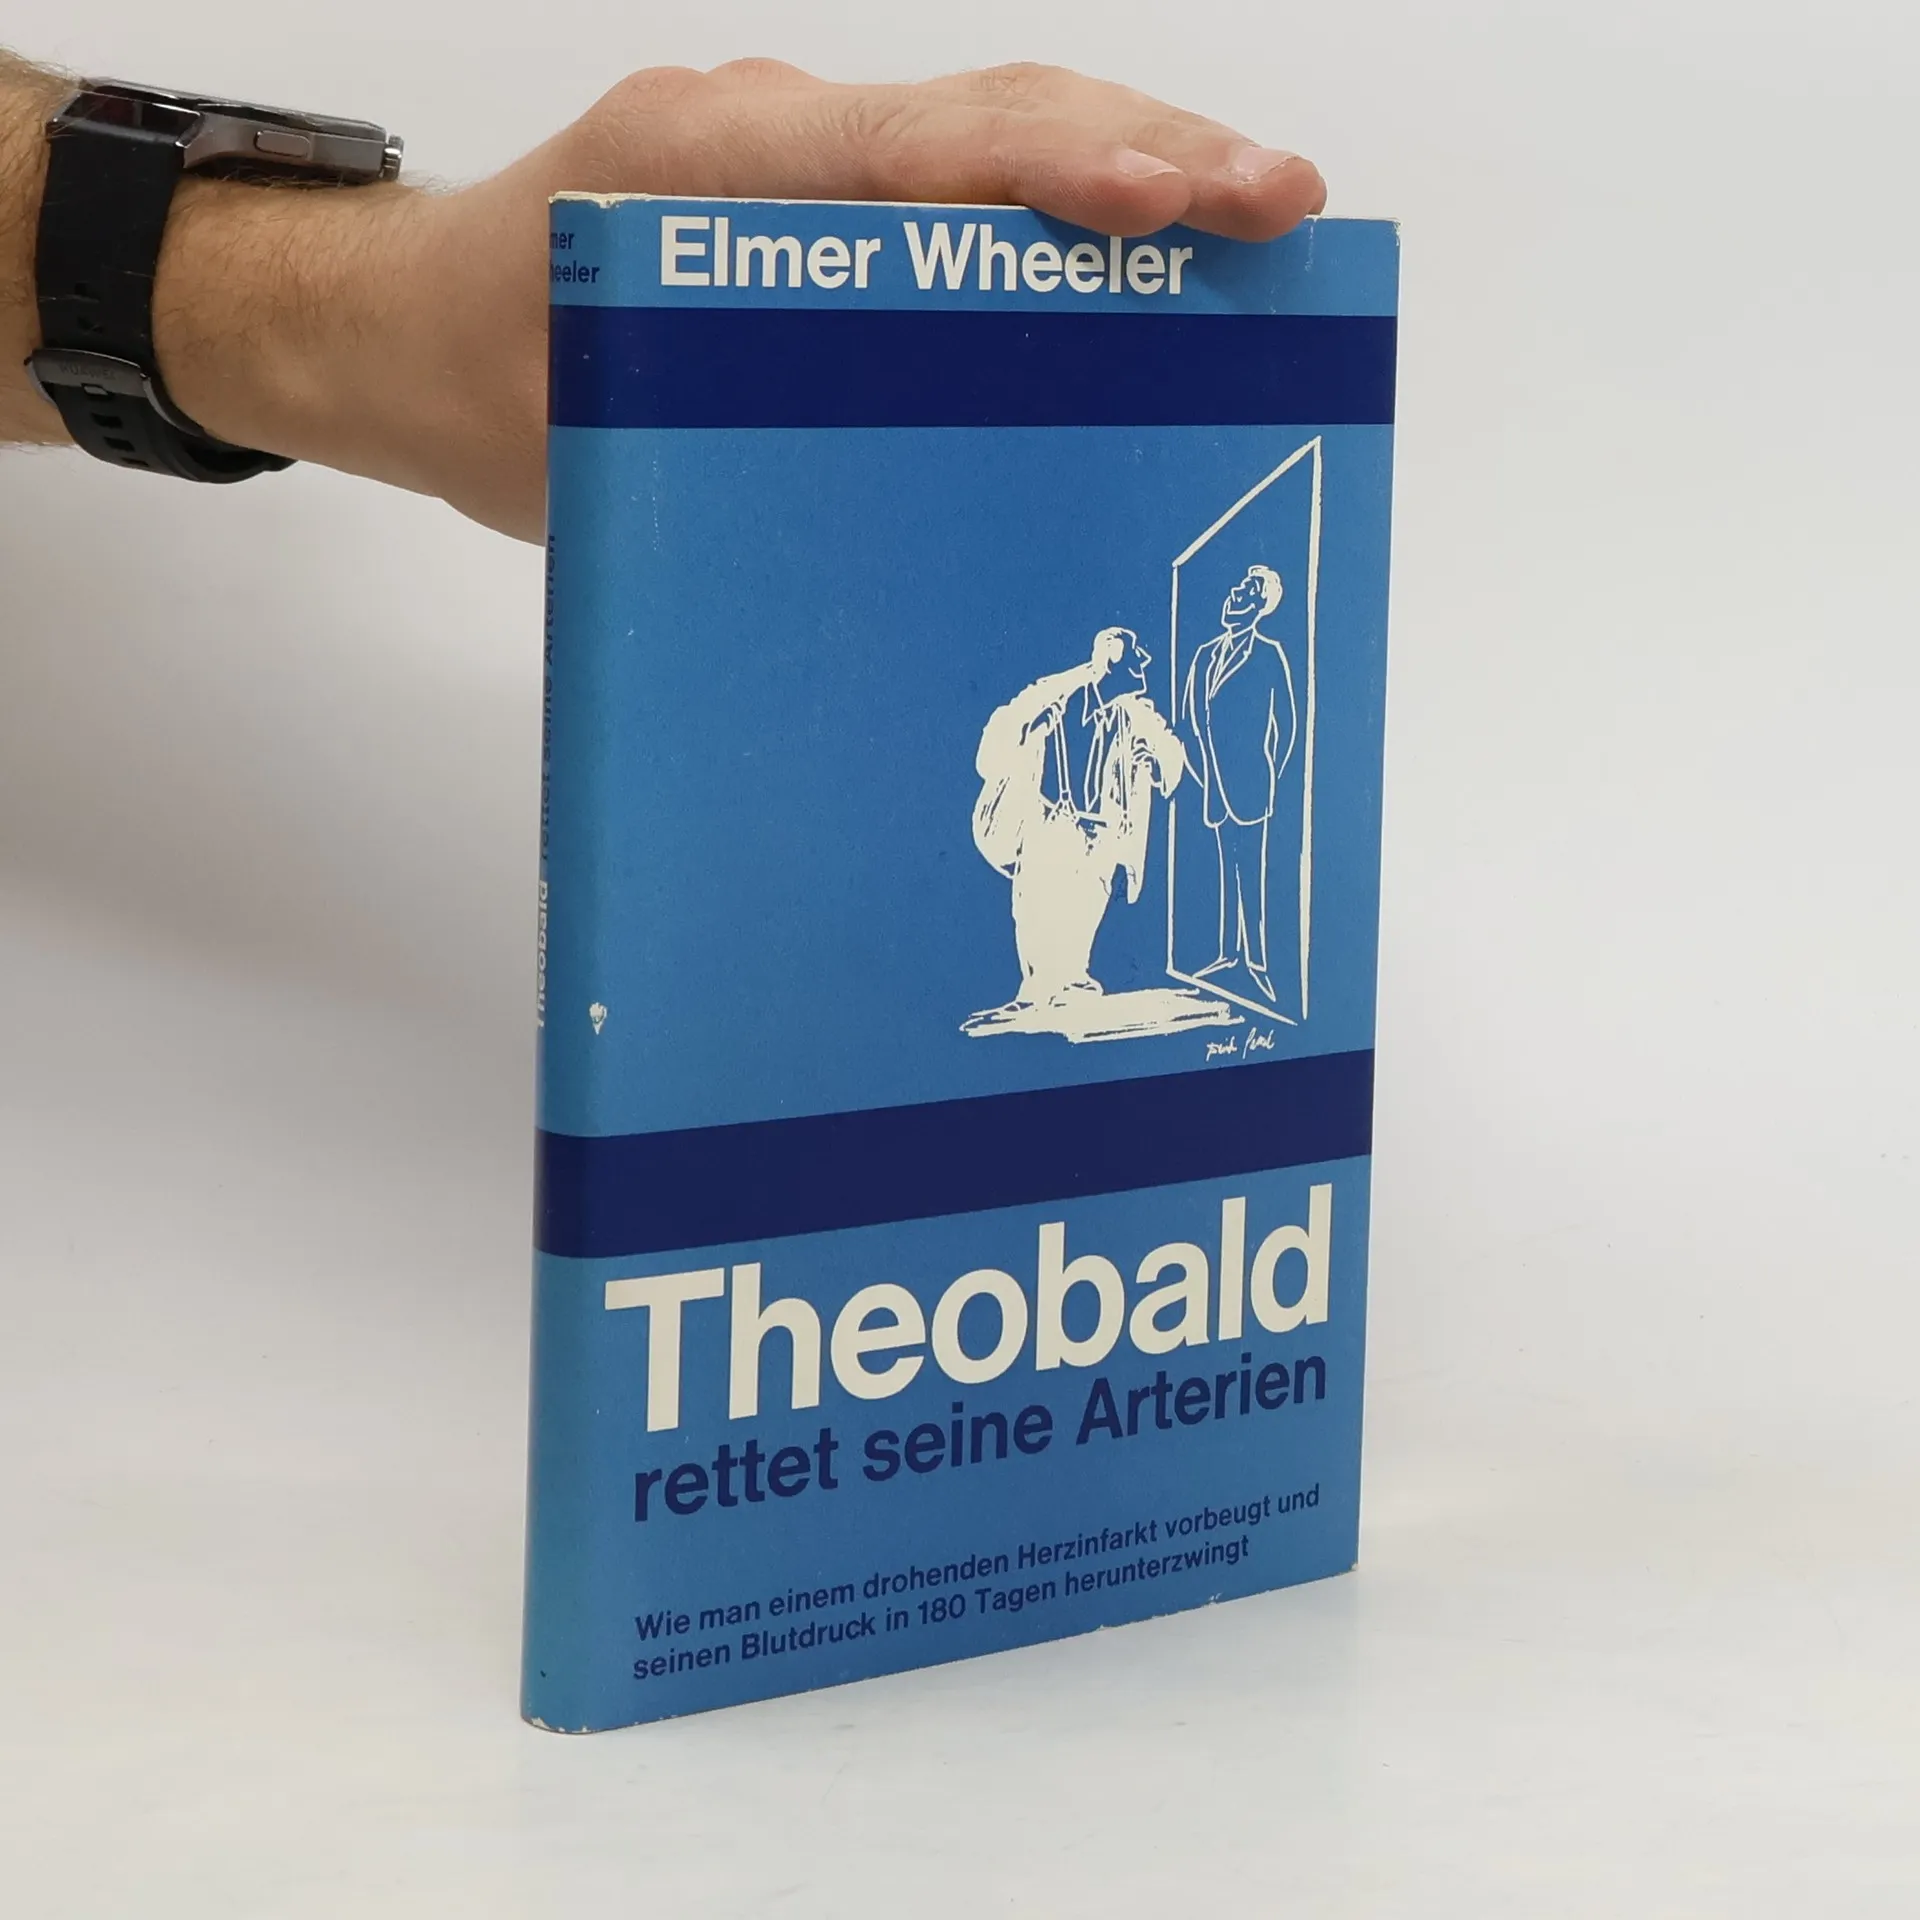 Elmer Wheeler
Theobald
rettet seine Arterien
Wie man einem drohenden Herzinfarkt vorbeugt und
seinen Blutdruck in 180 Tagen herunterzwingt
Theobald rettet seine Arterien